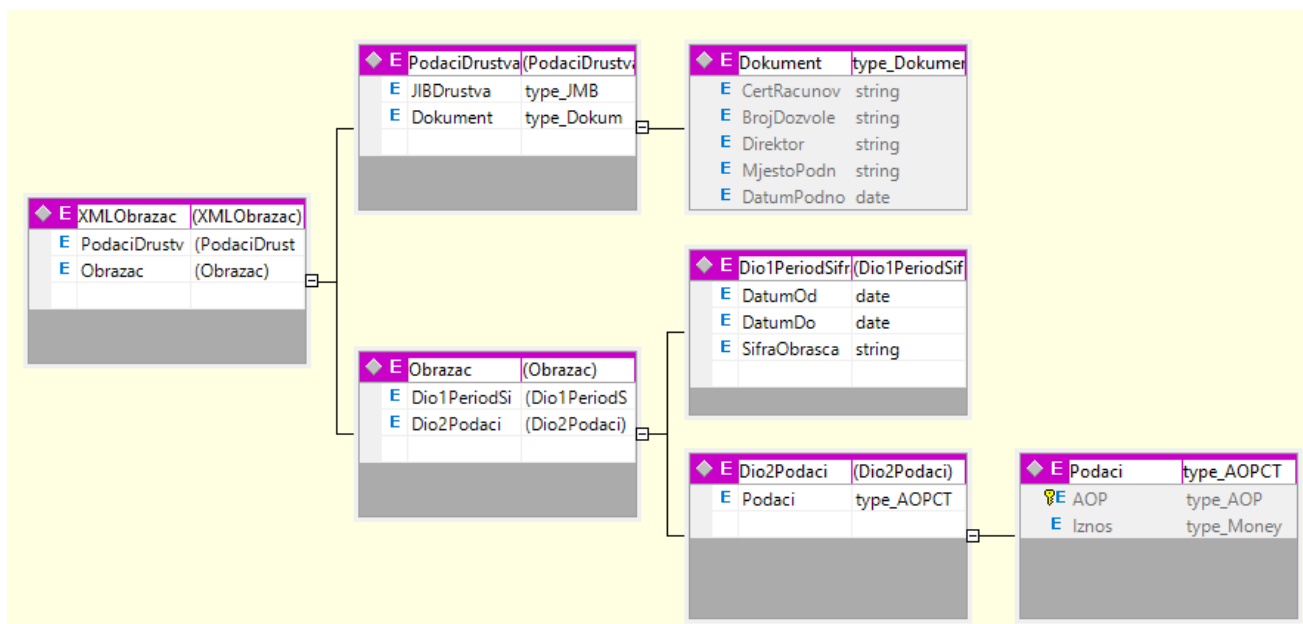 E XMLObrazac (XMLObrazac)
E PodaciDrustv (PodaciDrust
E Obrazac (Obrazac)
E PodaciDrustva (PodaciDrustva
E JIBDrustva type_JMB
E Dokument type_Dokum
E Dokument type_Dokumen
E CertRacunov string
E BrojDozvole string
E Direktor string
E MjestoPodn string
E DatumPodno date
E Obrazac (Obrazac)
E Dio1PeriodSi (Dio1PeriodS
E Dio2Podaci (Dio2Podaci)
E Dio1PeriodSifr (Dio1PeriodSif
E DatumOd date
E DatumDo date
E SifraObrasca string
E Dio2Podaci (Dio2Podaci)
E Podaci type_AOPCT
E Podaci type_AOPCT
E AOP type_AOP
E Iznos type_Money